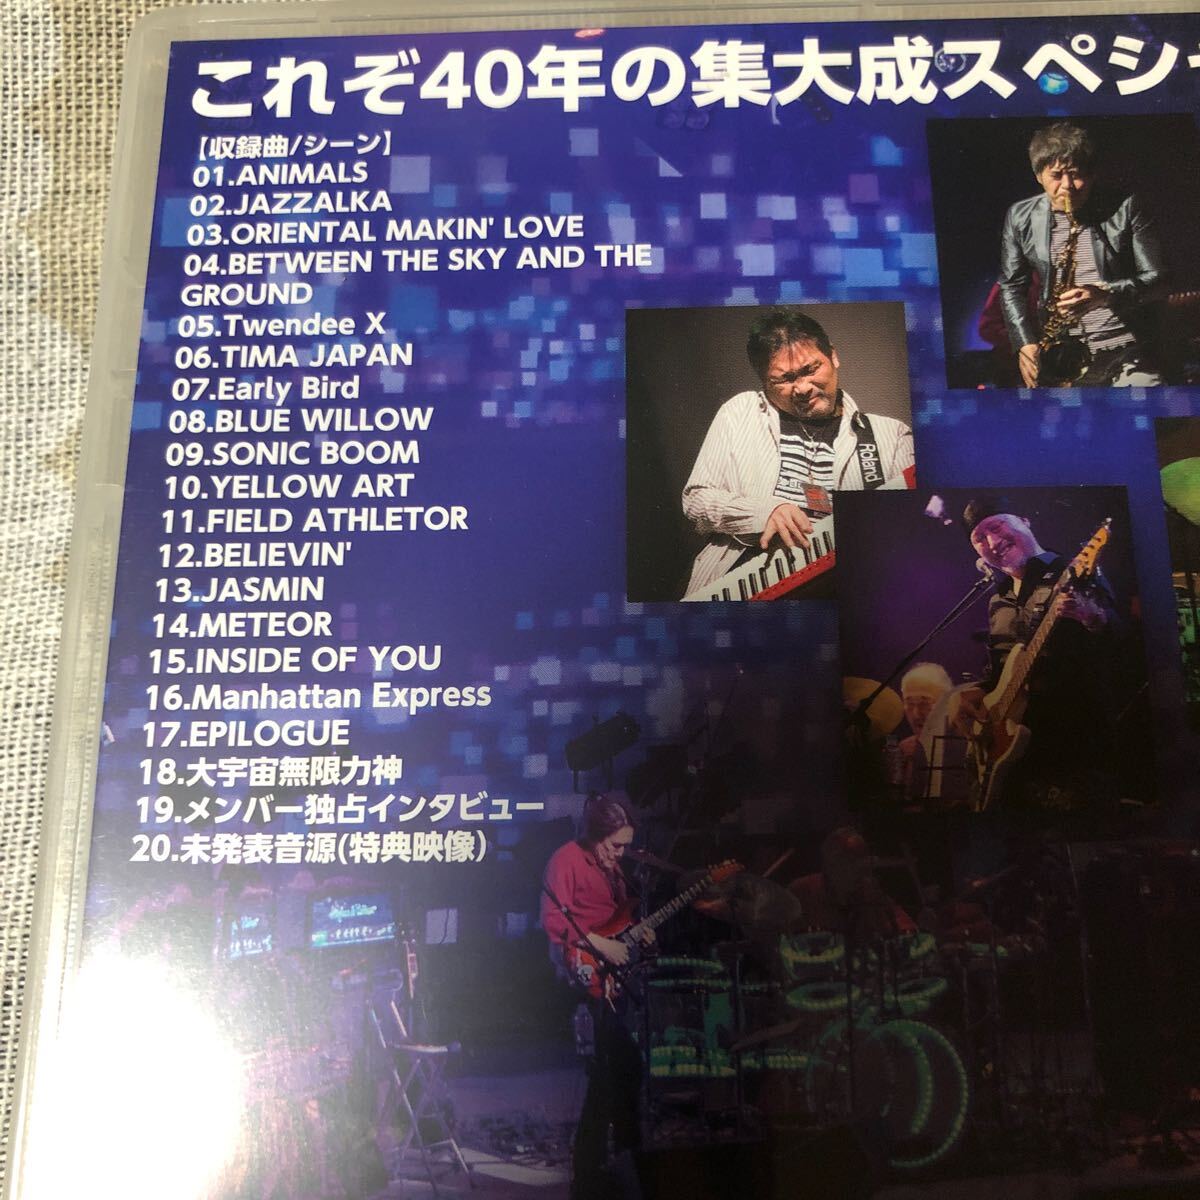 これぞ40年の集大成スペシ
【収録曲/シーン】
01.ANIMALS
02.JAZZALKA
03.ORIENTAL MAKIN' LOVE
04.BETWEEN THE SKY AND THE
GROUND
05.Twendee X
06.TIMA JAPAN
07.Early Bird
08.BLUE WILLOW
09.SONIC BOOM
10.YELLOW ART
11.FIELD ATHLETOR
12.BELIEVIN'
13.JASMIN
14.METEOR
15.INSIDE OF YOU
16.Manhattan Express
17.EPILOGUE
18.大宇宙無限力神
19.メンバー独占インタビュー
20.未発表音源(特典映像)
Roland